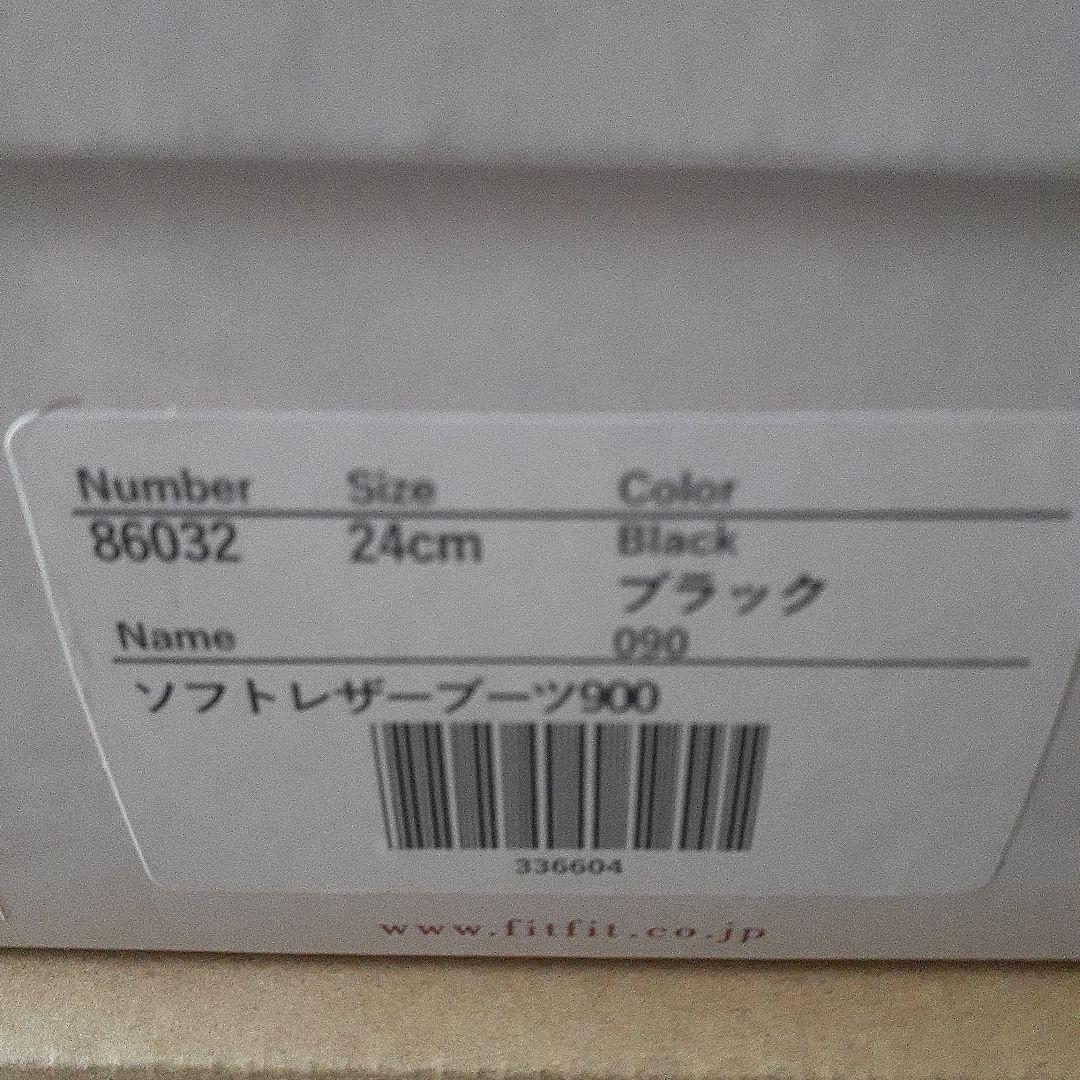 Number Size Color
86032 24cm Black
ブラック
Name 090
ソフトレザーブーツ900
336604
www.fitfit.co.jp